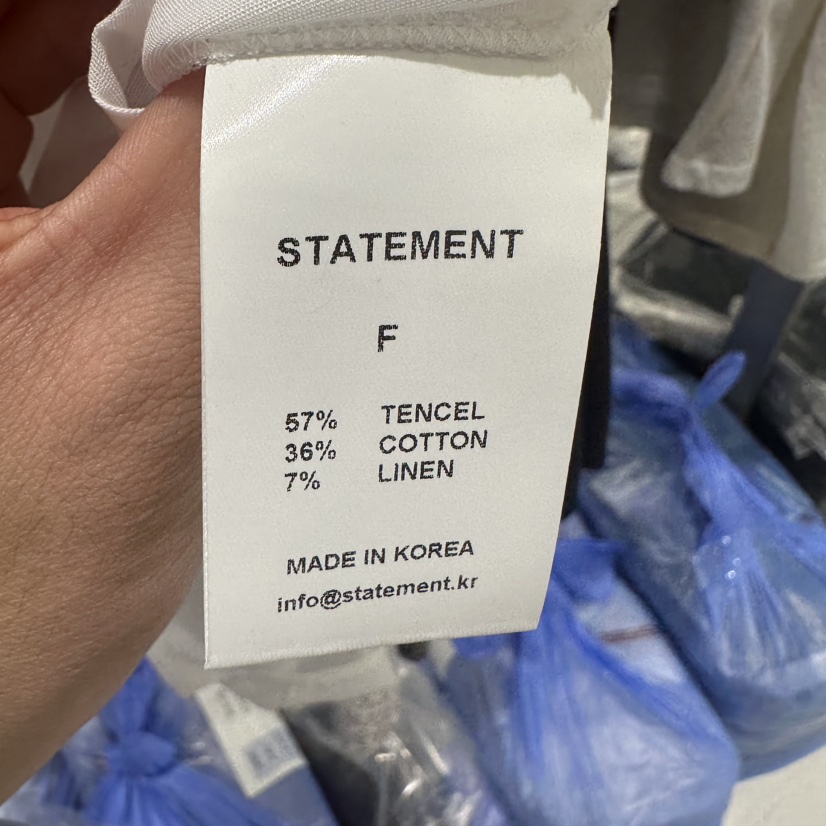 STATEMENT
F
57% TENCEL
36% COTTON
7% LINEN
MADE IN KOREA
info@statement.kr